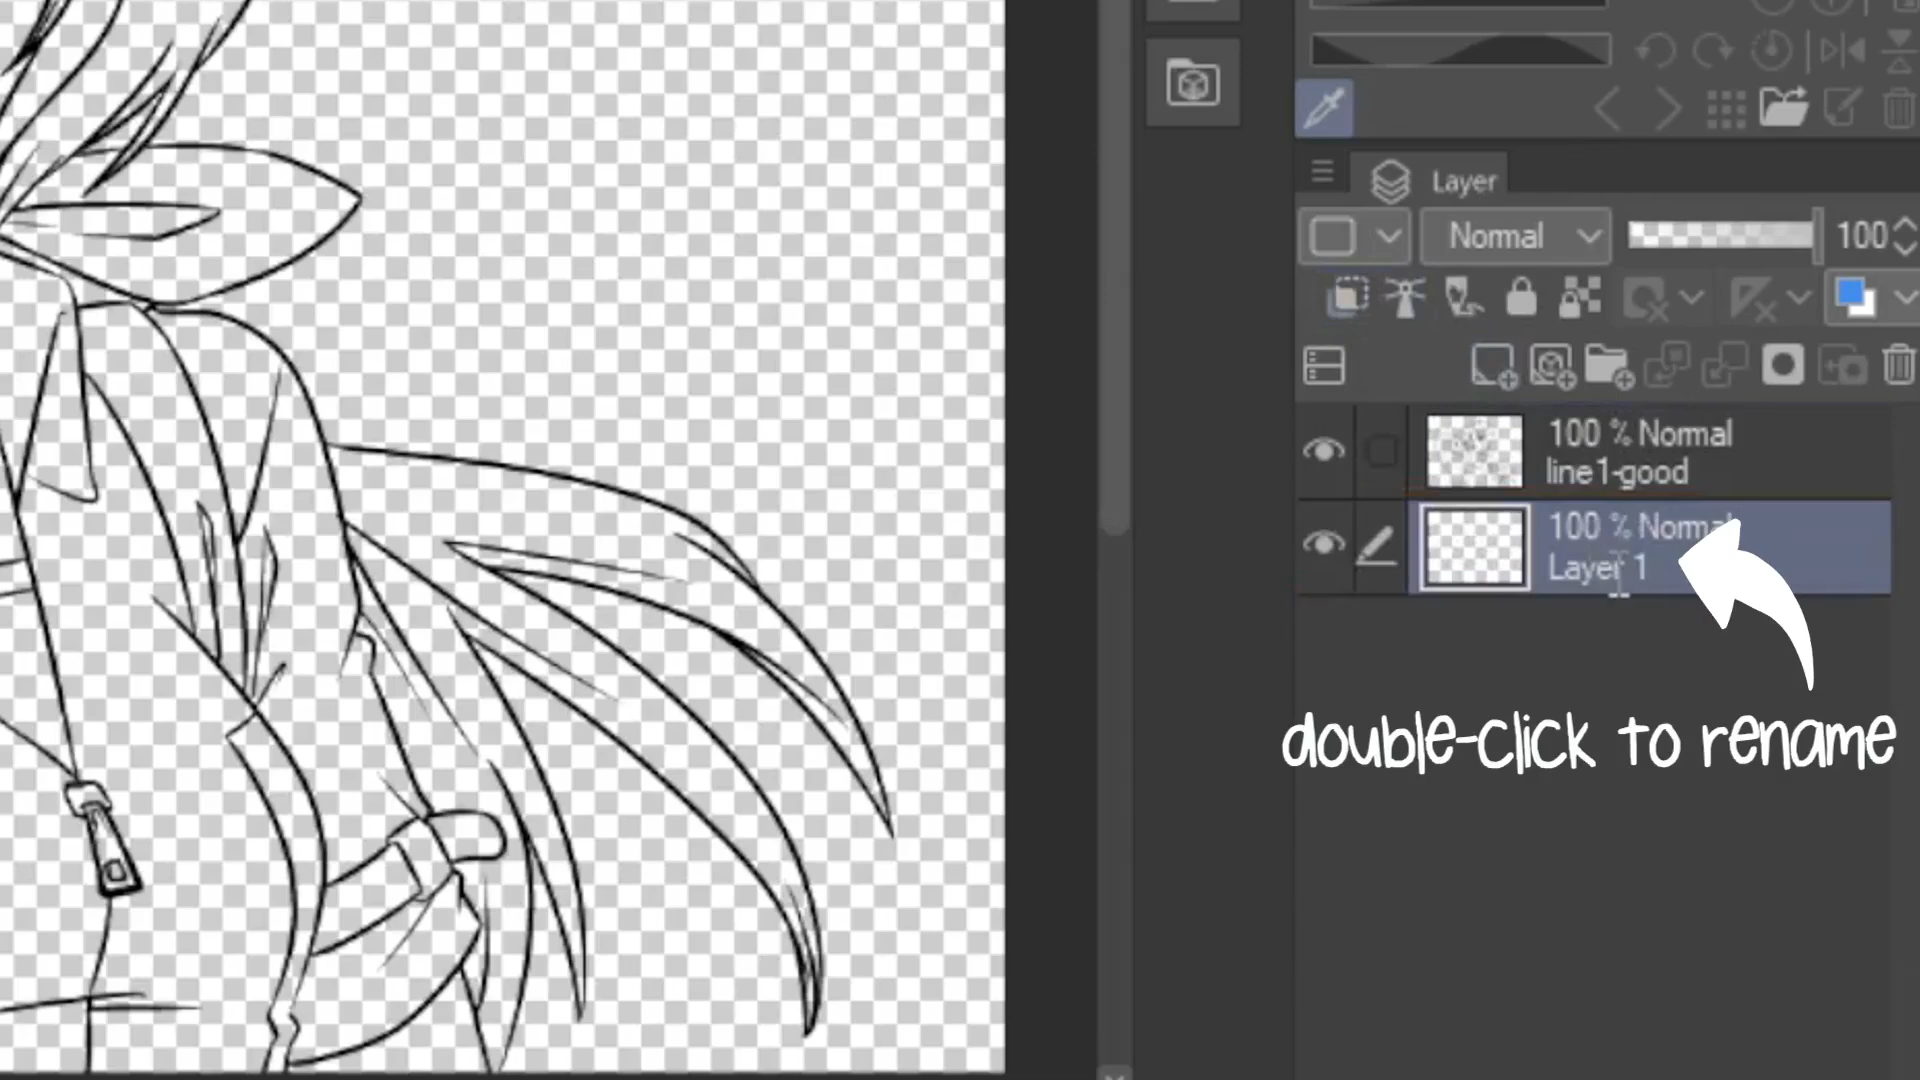 Layer
Normal 100
100 % Normal
line1-good
100 % Normal
Layer 1
double-click to rename